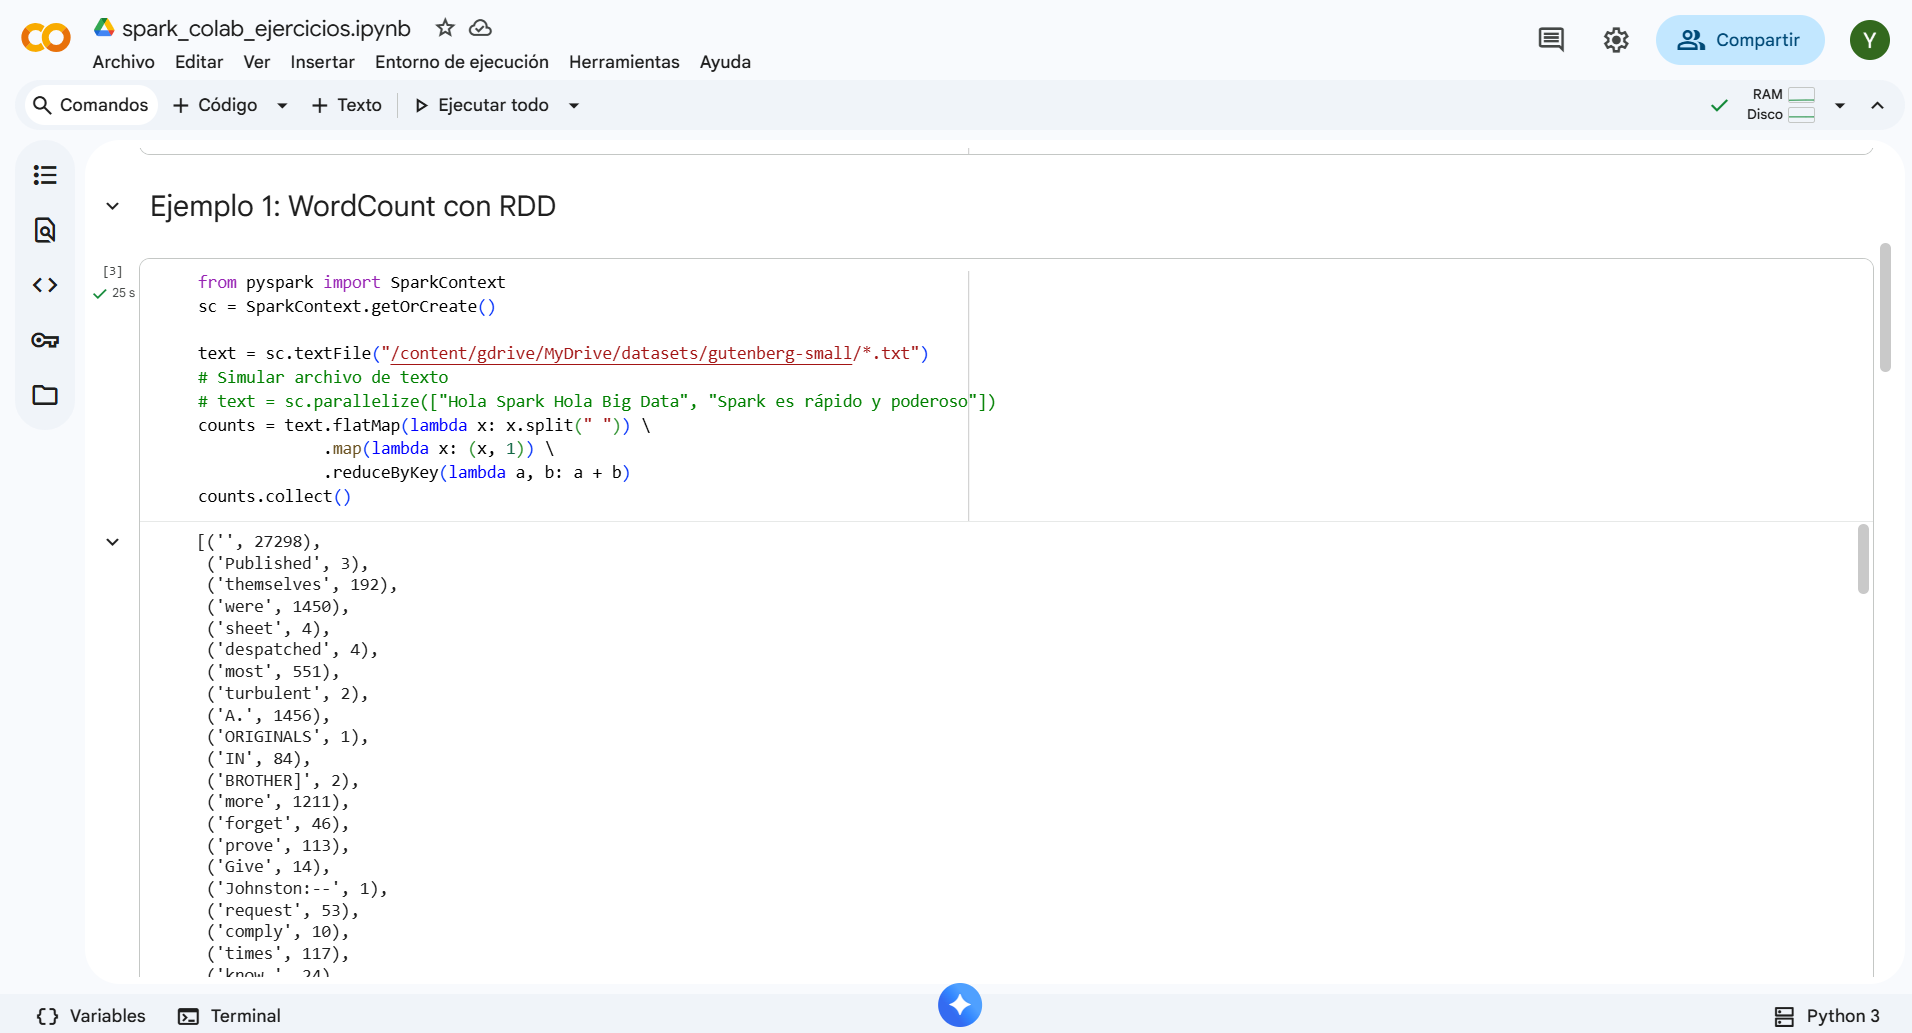 spark_colab_ejercicios.ipynb
Archivo Editar Ver Insertar Entorno de ejecución Herramientas Ayuda
Compartir
Y
Comandos + Código + Texto Ejecutar todo
RAM
Disco
Ejemplo 1: WordCount con RDD
[3]
25 s
from pyspark import SparkContext
sc = SparkContext.getOrCreate()
text = sc.textFile("/content/gdrive/MyDrive/datasets/gutenberg-small/*.txt")
# Simular archivo de texto
# text = sc.parallelize(["Hola Spark Hola Big Data", "Spark es rápido y poderoso"])
counts = text.flatMap(lambda x: x.split(" ")) \
.map(lambda x: (x, 1)) \
.reduceByKey(lambda a, b: a + b)
counts.collect()
[('', 27298),
('Published', 3),
('themselves', 192),
('were', 1450),
('sheet', 4),
('despatched', 4),
('most', 551),
('turbulent', 2),
('A.', 1456),
('ORIGINALS', 1),
('IN', 84),
('BROTHER]', 2),
('more', 1211),
('forget', 46),
('prove', 113),
('Give', 14),
('Johnston:--', 1),
('request', 53),
('comply', 10),
('times', 117),
Variables Terminal
Python 3